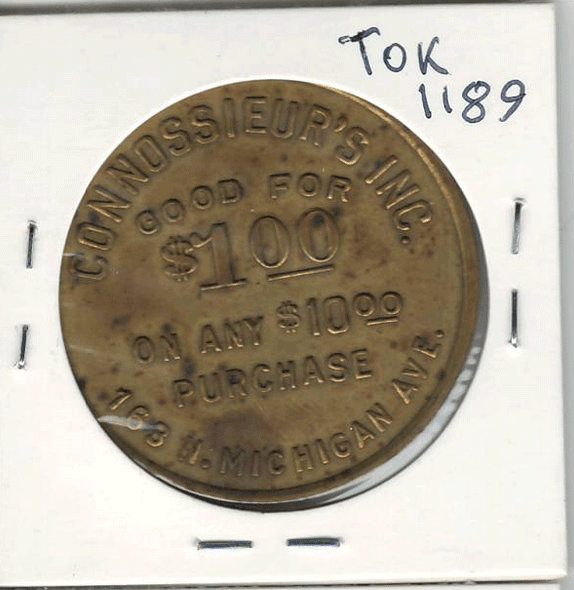 TOK
1189
CONNOSSIEUR'S INC.
GOOD FOR
$1.00
ON ANY $10.00
PURCHASE
163 N. MICHIGAN AVE.